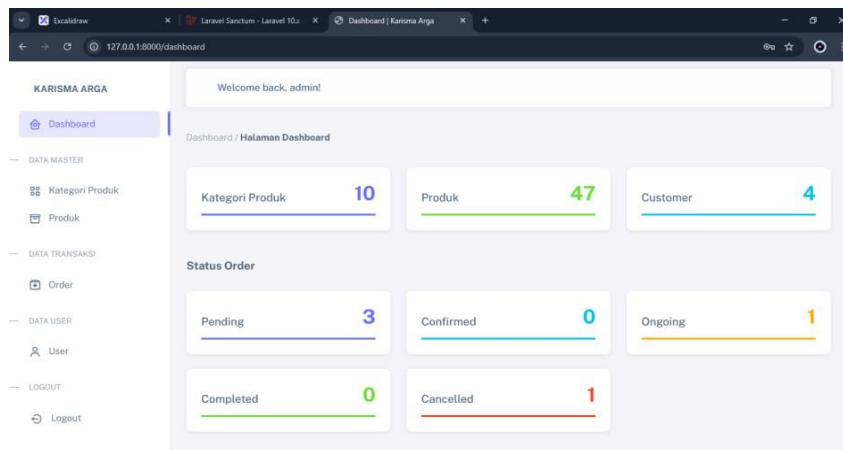 Excalidraw
Laravel Sanctum - Laravel 10.x
Dashboard | Karisma Arga
127.0.0.1:8000/dashboard
KARISMA ARGA
Dashboard
DATA MASTER
Kategori Produk
Produk
DATA TRANSAKSI
Order
DATA USER
User
LOGOUT
Logout
Welcome back, admin!
Dashboard / Halaman Dashboard
Kategori Produk 10
Produk 47
Customer 4
Status Order
Pending 3
Confirmed 0
Ongoing 1
Completed 0
Cancelled 1